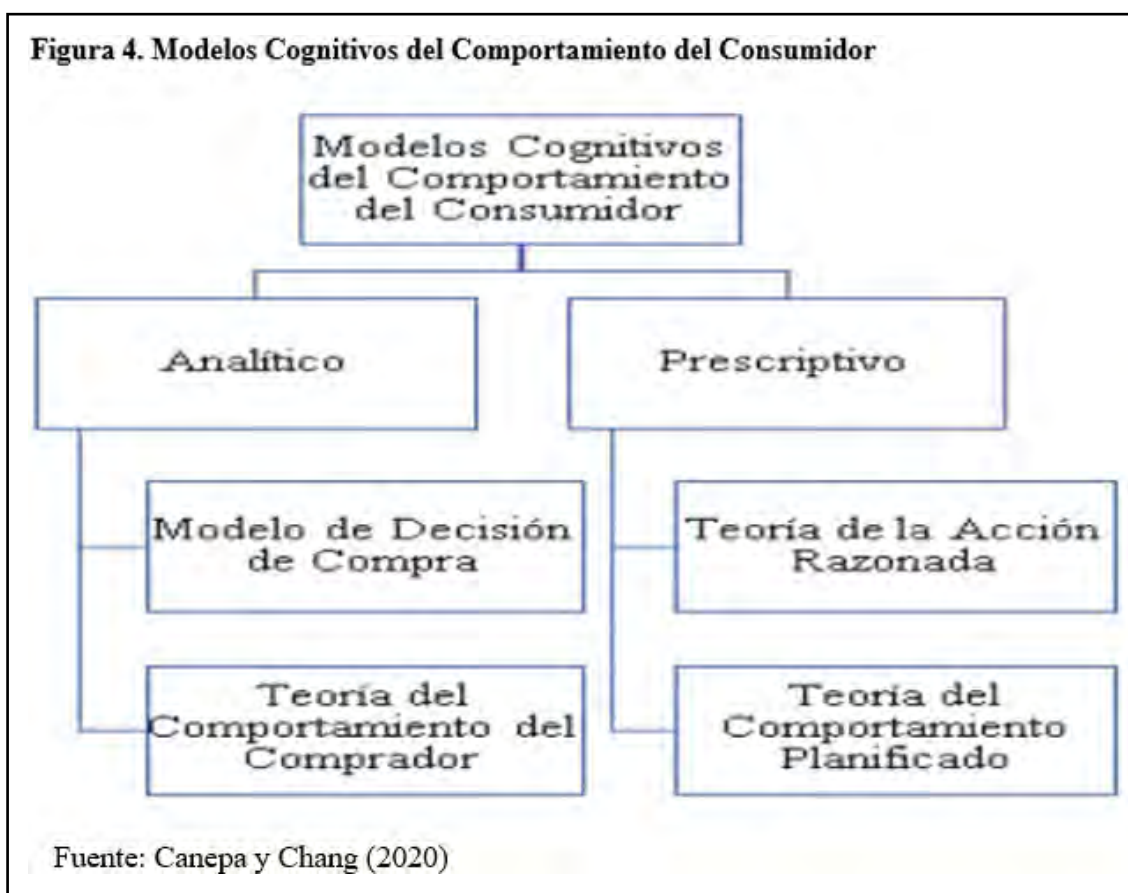 Figura 4. Modelos Cognitivos del Comportamiento del Consumidor
Modelos Cognitivos
del Comportamiento
del Consumidor
Analítico
Prescriptivo
Modelo de Decisión
de Compra
Teoría de la Acción
Razonada
Teoría del
Comportamiento del
Comprador
Teoría del
Comportamiento
Planificado
Fuente: Canepa y Chang (2020)